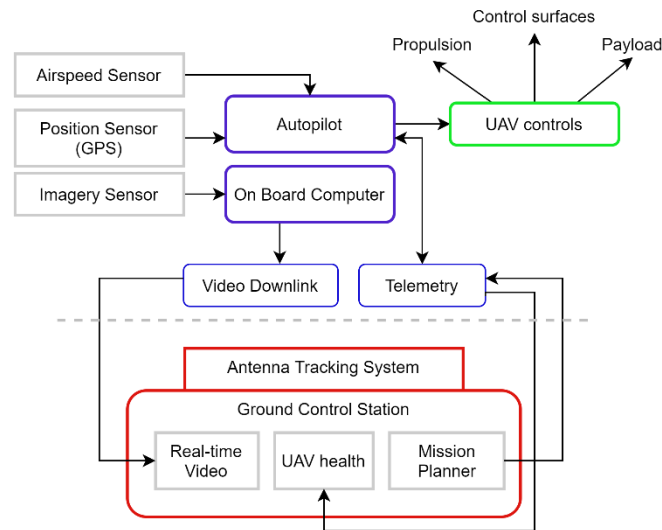 Control surfaces
Propulsion
Payload
Airspeed Sensor
Autopilot
UAV controls
Position Sensor
(GPS)
Imagery Sensor
On Board Computer
Video Downlink
Telemetry
Antenna Tracking System
Ground Control Station
Real-time
Video
UAV health
Mission
Planner